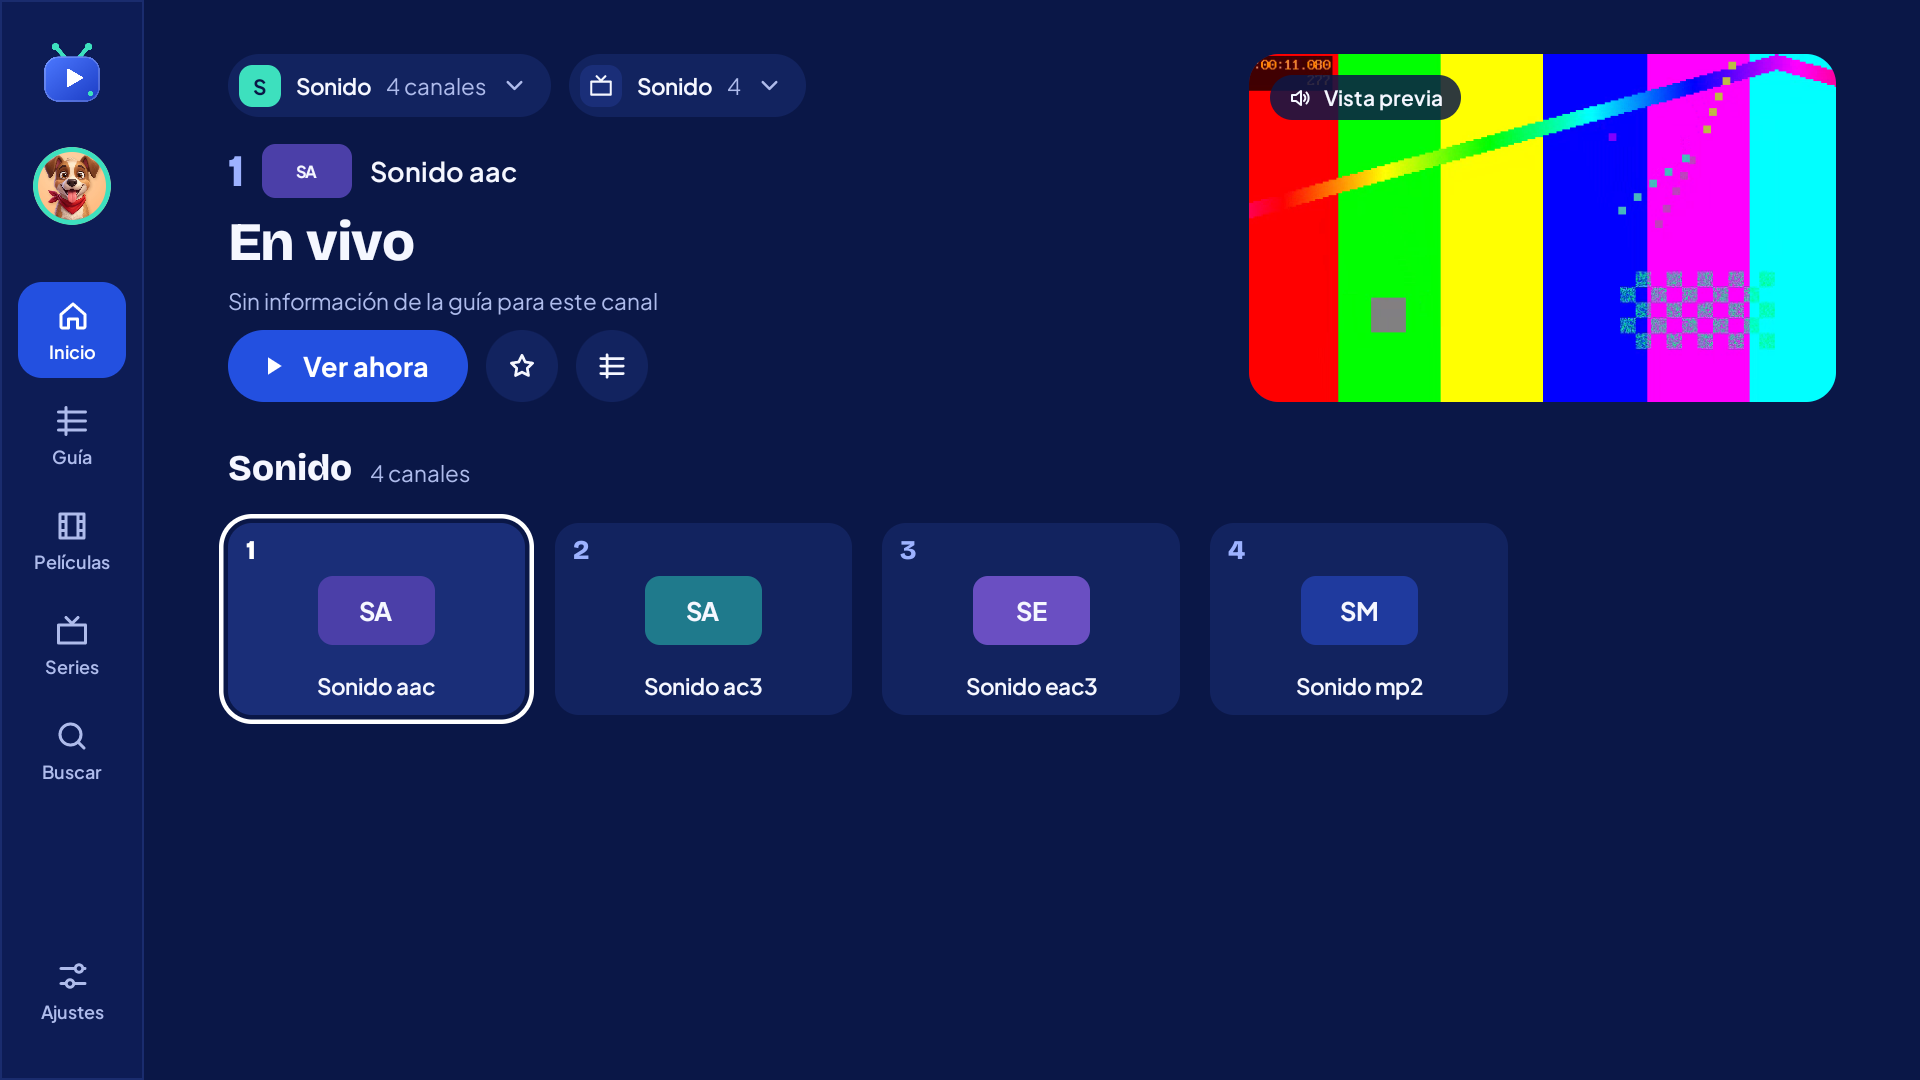 S Sonido 4 canales
Sonido 4
1 SA Sonido aac
En vivo
Sin información de la guía para este canal
Ver ahora
:00:11.080
277
Vista previa
Inicio
Guía
Películas
Series
Buscar
Ajustes
Sonido 4 canales
1
SA
Sonido aac
2
SA
Sonido ac3
3
SE
Sonido eac3
4
SM
Sonido mp2